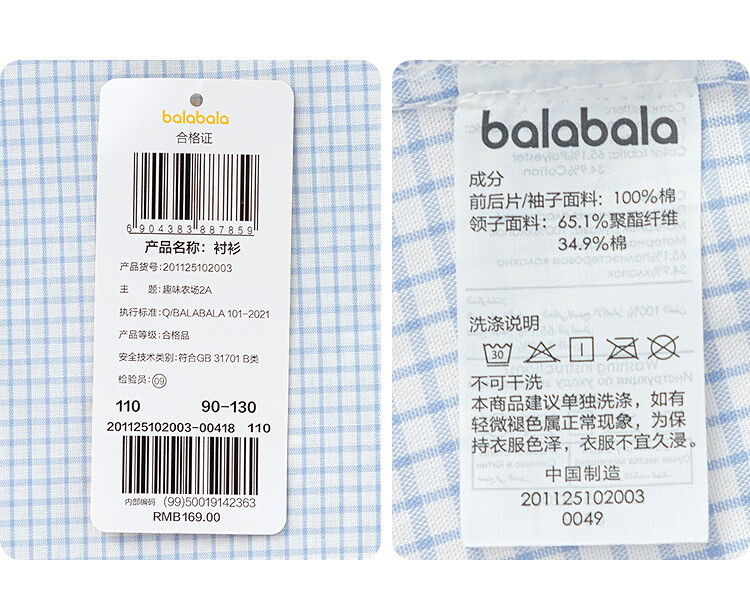 balabala
合格证
6 904383 887859
产品名称：衬衫
产品货号:201125102003
主 题:趣味农场2A
执行标准:Q/BALABALA 101-2021
产品等级:合格品
安全技术类别:符合GB 31701 B类
检验员:09
110 90-130
201125102003-00418 110
内部编码 (99)50019142363
RMB169.00
balabala
成分
前后片/袖子面料：100%棉
领子面料：65.1%聚酯纤维
34.9%棉
洗涤说明
30
不可干洗
本商品建议单独洗涤，如有
轻微褪色属正常现象，为保
持衣服色泽，衣服不宜久浸。
中国制造
201125102003
0049